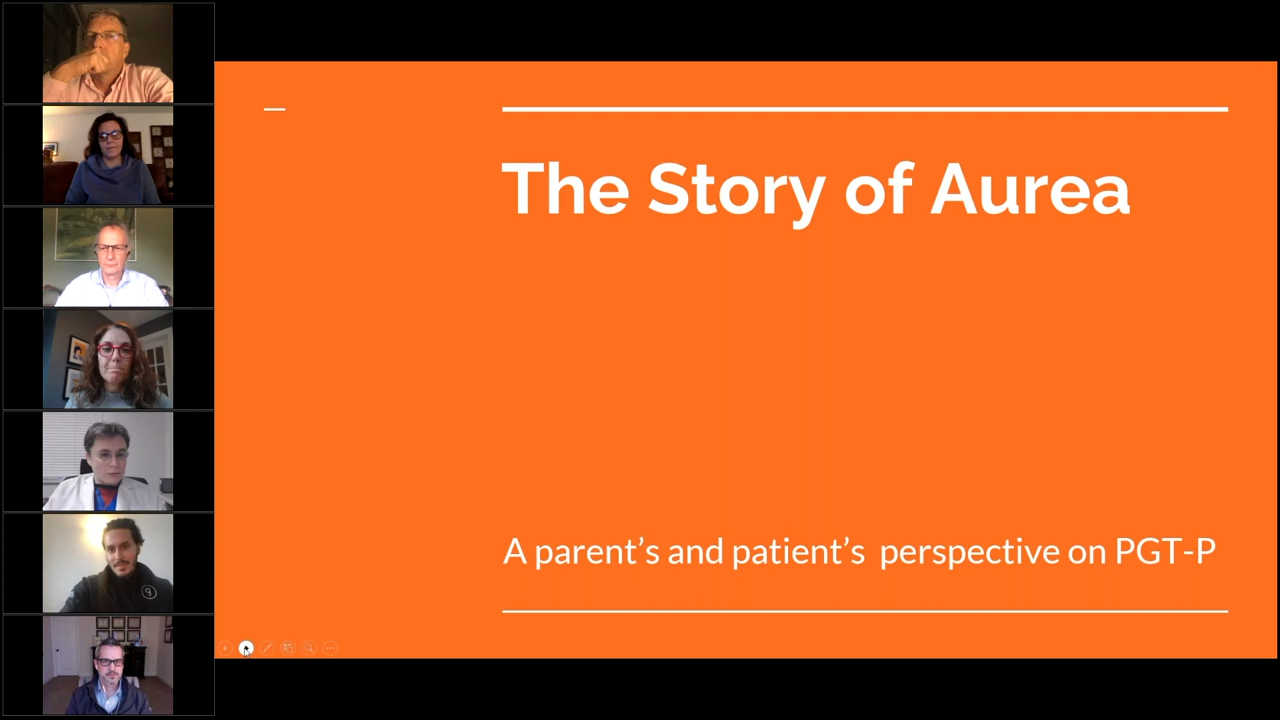 The Story of Aurea
A parent’s and patient’s  perspective on PGT-P